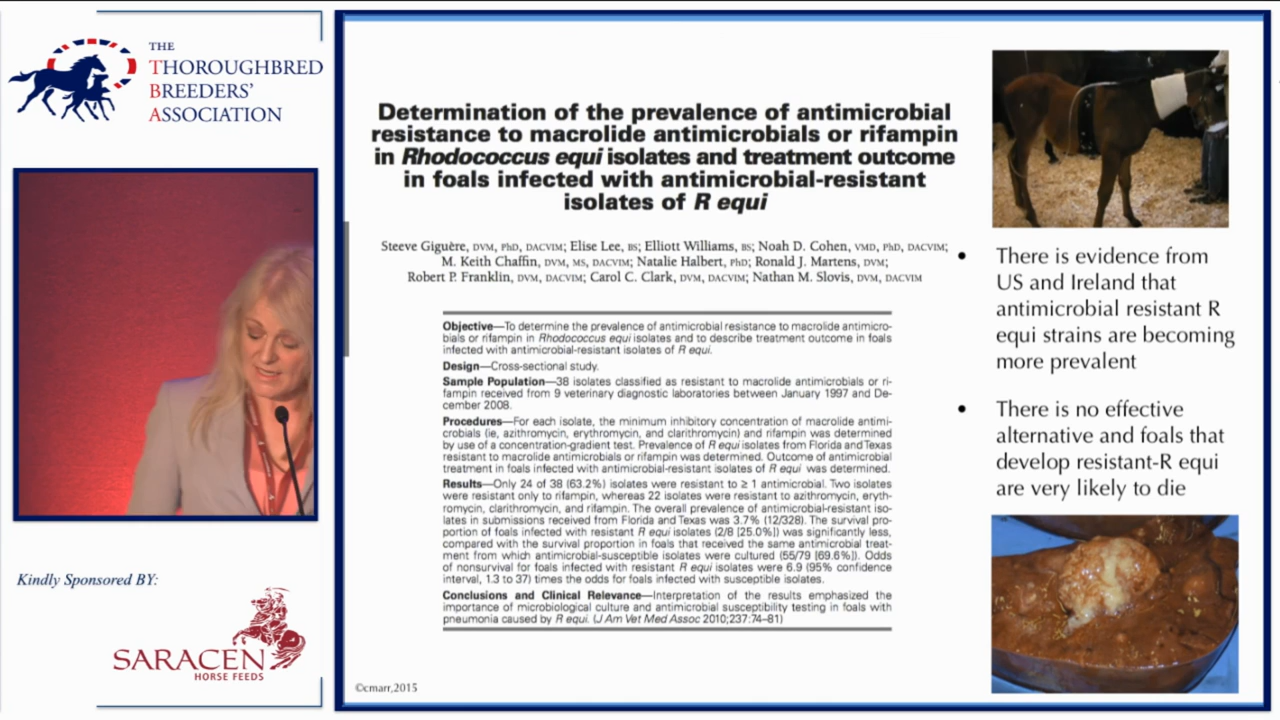 THE
THOROUGHBRED
BREEDERS'
ASSOCIATION
Kindly Sponsored BY:
SARACEN
HORSE FEEDS
Determination of the prevalence of antimicrobial
resistance to macrolide antimicrobials or rifampin
in Rhodococcus equi isolates and treatment outcome
in foals infected with antimicrobial-resistant
isolates of R equi
Steeve Giguère, DVM, PhD, DACVIM; Elise Lee, BS; Elliott Williams, BS; Noah D. Cohen, VMD, PhD, DACVIM;
M. Keith Chaffin, DVM, MS, DACVIM; Natalie Halbert, PhD; Ronald J. Martens, DVM;
Robert P. Franklin, DVM, DACVIM; Carol C. Clark, DVM, DACVIM; Nathan M. Slovis, DVM, DACVIM
Objective—To determine the prevalence of antimicrobial resistance to macrolide antimicro-
bials or rifampin in Rhodococcus equi isolates and to describe treatment outcome in foals
infected with antimicrobial-resistant isolates of R equi.
Design—Cross-sectional study.
Sample Population—38 isolates classified as resistant to macrolide antimicrobials or ri-
fampin received from 9 veterinary diagnostic laboratories between January 1997 and De-
cember 2008.
Procedures—For each isolate, the minimum inhibitory concentration of macrolide antimi-
crobials (ie, azithromycin, erythromycin, and clarithromycin) and rifampin was determined
by use of a concentration-gradient test. Prevalence of R equi isolates from Florida and Texas
resistant to macrolide antimicrobials or rifampin was determined. Outcome of antimicrobial
treatment in foals infected with antimicrobial-resistant isolates of R equi was determined.
Results—Only 24 of 38 (63.2%) isolates were resistant to ≥ 1 antimicrobial. Two isolates
were resistant only to rifampin, whereas 22 isolates were resistant to azithromycin, eryth-
romycin, clarithromycin, and rifampin. The overall prevalence of antimicrobial-resistant iso-
lates in submissions received from Florida and Texas was 3.7% (12/328). The survival pro-
portion of foals infected with resistant R equi isolates (2/8 [25.0%]) was significantly less,
compared with the survival proportion in foals that received the same antimicrobial treat-
ment from which antimicrobial-susceptible isolates were cultured (55/79 [69.6%]). Odds
of nonsurvival for foals infected with resistant R equi isolates were 6.9 (95% confidence
interval, 1.3 to 37) times the odds for foals infected with susceptible isolates.
Conclusions and Clinical Relevance—Interpretation of the results emphasized the
importance of microbiological culture and antimicrobial susceptibility testing in foals with
pneumonia caused by R equi. (J Am Vet Med Assoc 2010;237:74–81)
©cmarr,2015
• There is evidence from
US and Ireland that
antimicrobial resistant R
equi strains are becoming
more prevalent
• There is no effective
alternative and foals that
develop resistant-R equi
are very likely to die